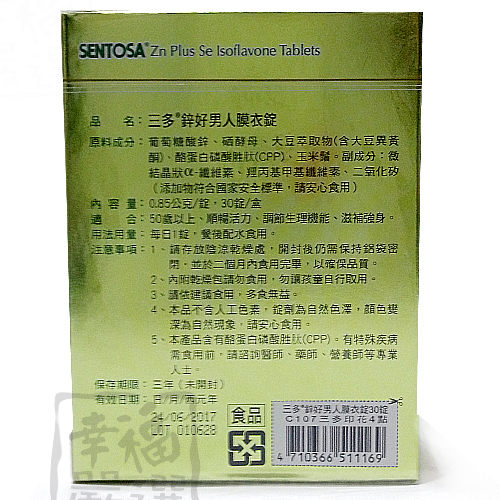 SENTOSA® Zn Plus Se Isoflavone Tablets
品　名：三多®鋅好男人膜衣錠
原料成分：葡萄糖酸鋅、硒酵母、大豆萃取物(含大豆異黃
酮)、酪蛋白磷酸胜肽(CPP)、玉米鬚。副成分：微
結晶狀α-纖維素、羥丙基甲基纖維素、二氧化矽
(添加物符合國家安全標準，請安心食用)
內 容 量：0.85公克/錠，30錠/盒
適　合：50歲以上、順暢活力、調節生理機能、滋補強身。
食用法用量：每日1錠，餐後配水食用。
注意事項：1、請存放陰涼乾燥處，開封後仍需保持鋁袋密
閉，並於二個月內食用完畢，以確保品質。
2、內附乾燥包請勿食用，勿讓孩童自行取用。
3、請依建議食用，多食無益。
4、本品不含人工色素，錠劑為自然色澤，顏色變
深為自然現象，請安心食用。
5、本產品含有酪蛋白磷酸胜肽(CPP)。有特殊疾病
需食用前，請諮詢醫師、藥師、營養師等專業
人士。
保存期限：三年（未開封）
有效日期：日/月/西元年
24/06/2017
LOT 010628
食品
三多®鋅好男人膜衣錠30錠
C107三多印花4點
4 710366 511169
幸福